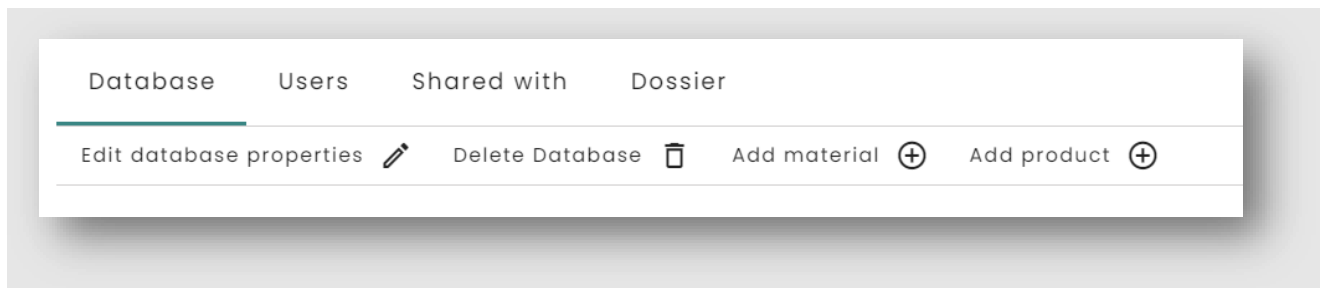 Database Users Shared with Dossier
Edit database properties Delete Database Add material Add product